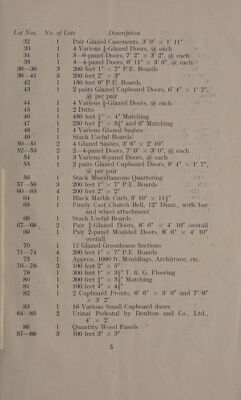 Lot Nos. No. of Lots Description
32 1 Pair Glazed Casements, 3' 0" × 1' 11"
33 1 4 Various ½-Glazed Doors, @ each
34 1 3—6-panel Doors, 7' 2" × 3' 2", @ each
35 1 4—4-panel Doors, 6' 11" × 3' 0", @ each
36—38 3 200 feet 7" × 7" P.E. Boards
39—41 3 200 feet 2" × 3"
42 1 150 feet 9" P.E. Boards
43 1 2 pairs Glazed Cupboard Doors, 6' 4" × 1' 7",
@ per pair
44 1 4 Various ½-Glazed Doors, @ each
45 1 2 Ditto
46 1 450 feet ½" × 4" Matching
47 1 250 feet ¾" × 5½" and 6" Matching
48 1 4 Various Glazed Sashes
49 1 Stack Useful Boards
50—51 2 4 Glazed Sashes, 3' 6" × 2' 10"
52—53 2 2—4-panel Doors, 7' 0" × 3' 0", @ each
54 1 3 Various 6-panel Doors, @ each
55 1 2 pairs Glazed Cupboard Doors, 6' 4" × 1' 7",
@ per pair
56 1 Stack Miscellaneous Quartering
57—59 3 200 feet 1" × 7" P.E. Boards
60—63 4 200 feet 2" × 2"
64 1 Black Marble Curb, 5' 10" × 1'
65 1 Finely Cast Church Bell, 12" Diam., with bar
and wheel attachment
66 1 Stack Useful Boards
67—68 2 Pair ¾-Glazed Doors, 8' 6" × 4' 10" overall
69 1 Pair 2-panel Moulded Doors, 8' 6" × 4' 10"
overall
70 1 11 Glazed Greenhouse Sections
71—74 4 200 feet 1" × 7" P.E. Boards
75 1 Approx. 1000 ft. Mouldings, Architrave, etc.
76—78 3 100 feet 2" × 5"
79 1 300 feet 1" × 3½" T. & G. Flooring
80 1 300 feet ½" × 5½" Matching
81 1 100 feet 4" × 4½"
82 1 2 Cupboard Fronts, 6' 6" × 3' 0" and 7' 6"
× 3' 2"
83 1 16 Various Small Cupboard doors
84—85 2 Urinal Pedestal by Doulton and Co., Ltd.,
4' × 2'
86 1 Quantity Wood Panels
87—89 3 100 feet 3" × 3"
5